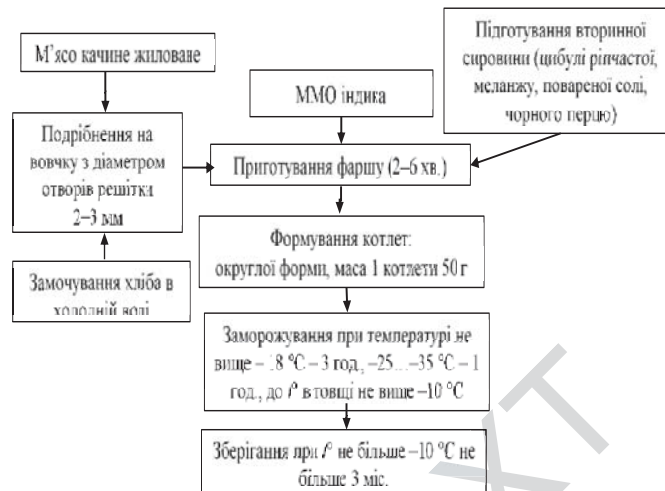 М’ясо качине жиловане
Підготування вторинної
сировини (цибулі ріпчастої,
меланжу, повареної солі,
чорного перцю)
ММО індика
Подрібнення на
вовчку з діаметром
отворів решітки
2–3 мм
Приготування фаршу (2–6 хв.)
Замочування хліба в
холодній воді
Формування котлет:
округлої форми, маса 1 котлети 50 г
Заморожування при температурі не
вище – 18 °С – 3 год., –25…–35 °С – 1
год., до t° в товщі не вище –10 °С
Зберігання при t° не більше –10 °С не
більше 3 міс.
ХТ